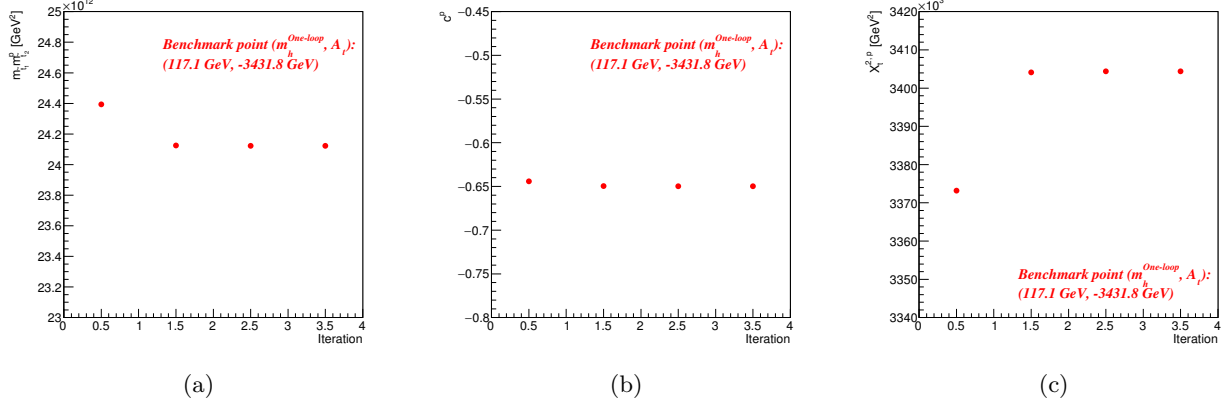 25 ×10¹²
24.8
24.6
24.4
24.2
24
23.8
23.6
23.4
23.2
23
0 0.5 1 1.5 2 2.5 3 3.5 4
Iteration
[GeV²]
Benchmark point (m_h^One-loop, A_t):
(117.1 GeV, -3431.8 GeV)
(a)
c^p
−0.45
−0.5
−0.55
−0.6
−0.65
−0.7
−0.75
−0.8
0 0.5 1 1.5 2 2.5 3 3.5 4
Iteration
Benchmark point (m_h^One-loop, A_t):
(117.1 GeV, -3431.8 GeV)
(b)
X_t^2,p [GeV²]
3420 ×10³
3410
3400
3390
3380
3370
3360
3350
3340
0 0.5 1 1.5 2 2.5 3 3.5 4
Iteration
Benchmark point (m_h^One-loop, A_t):
(117.1 GeV, -3431.8 GeV)
(c)